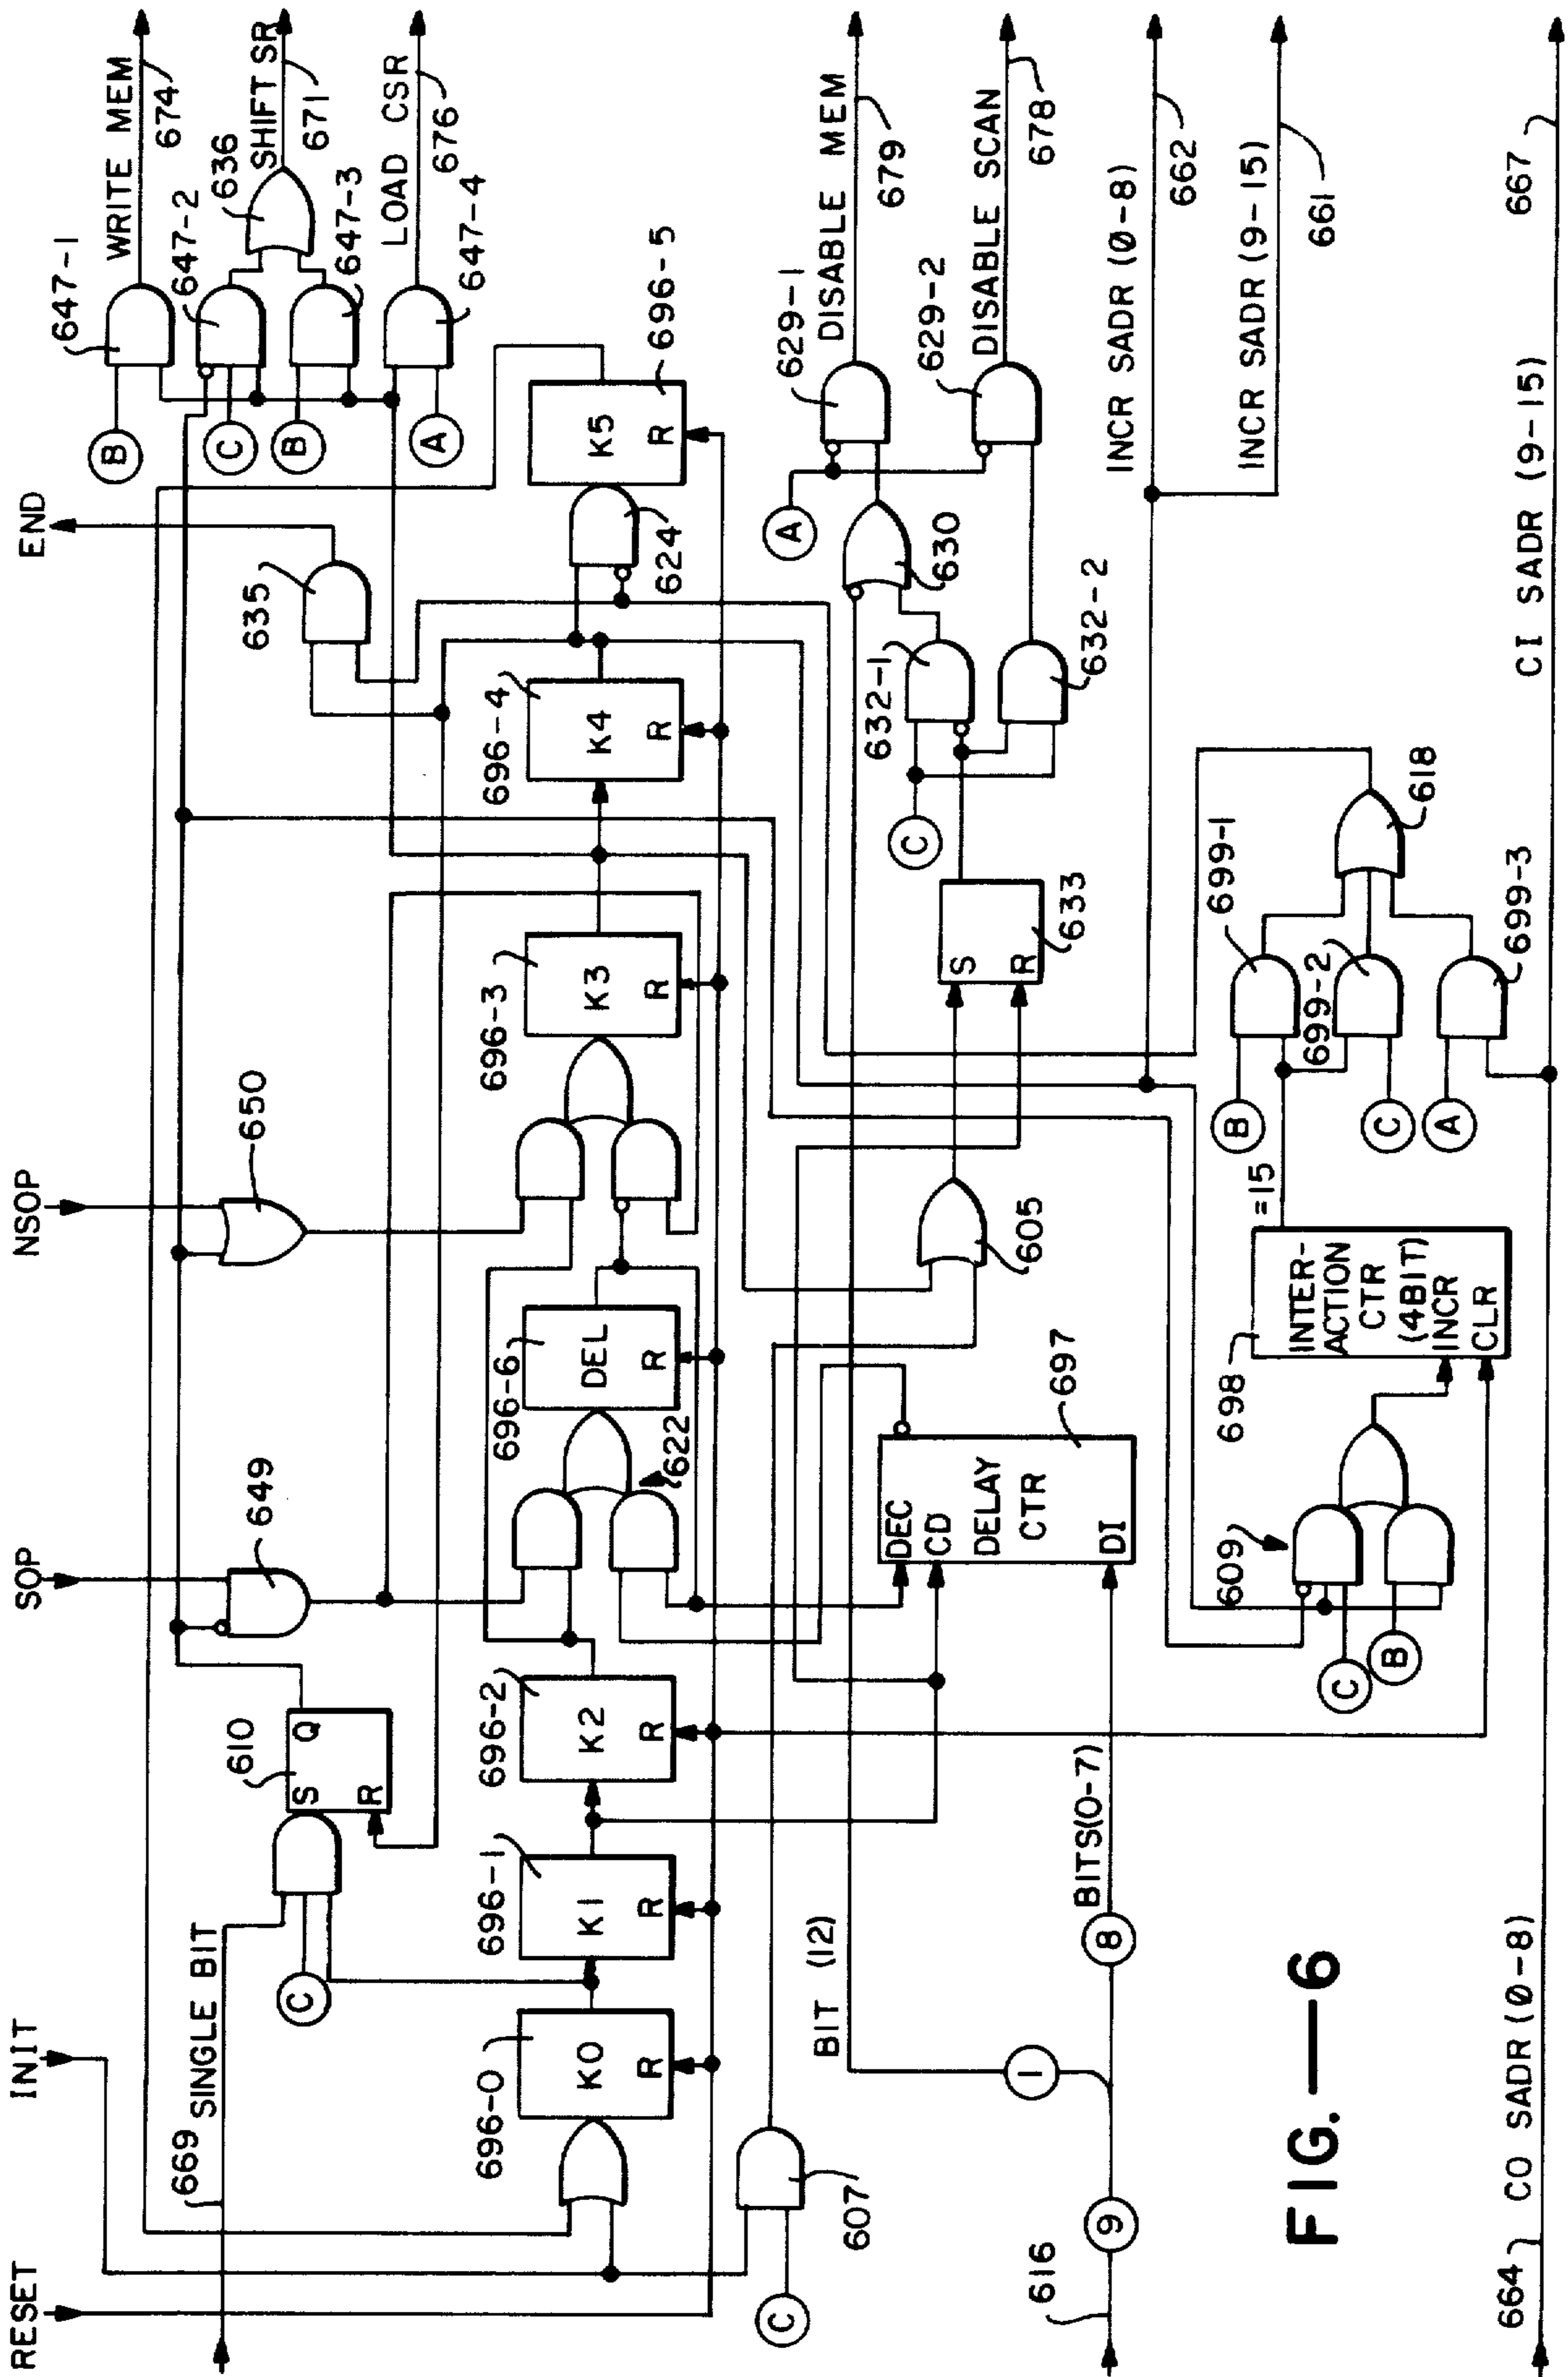 RESET
INIT
SOP
NSOP
END
669
SINGLE BIT
C
S
Q
R
610
649
650
635
647-1
B
WRITE MEM
674
C
647-2
636
SHIFT SR
671
B
647-3
A
LOAD CSR
676
647-4
696-0
K0
R
696-1
K1
R
696-2
K2
R
622
696-6
DEL
R
696-3
K3
R
696-4
K4
R
624
696-5
K5
R
C
607
BIT (12)
DEC
CD
DELAY
CTR
DI
697
605
S
R
633
C
632-1
632-2
630
A
629-1
DISABLE MEM
679
629-2
DISABLE SCAN
678
616
9
1
8
BITS(0-7)
INCR SADR (0-8)
662
INCR SADR (9-15)
661
609
C
B
698
INTER-
ACTION
CTR
(4BIT)
INCR
CLR
=15
B
C
A
699-1
699-2
699-3
618
664
CO SADR (0-8)
CI SADR (9-15)
667
FIG.—6